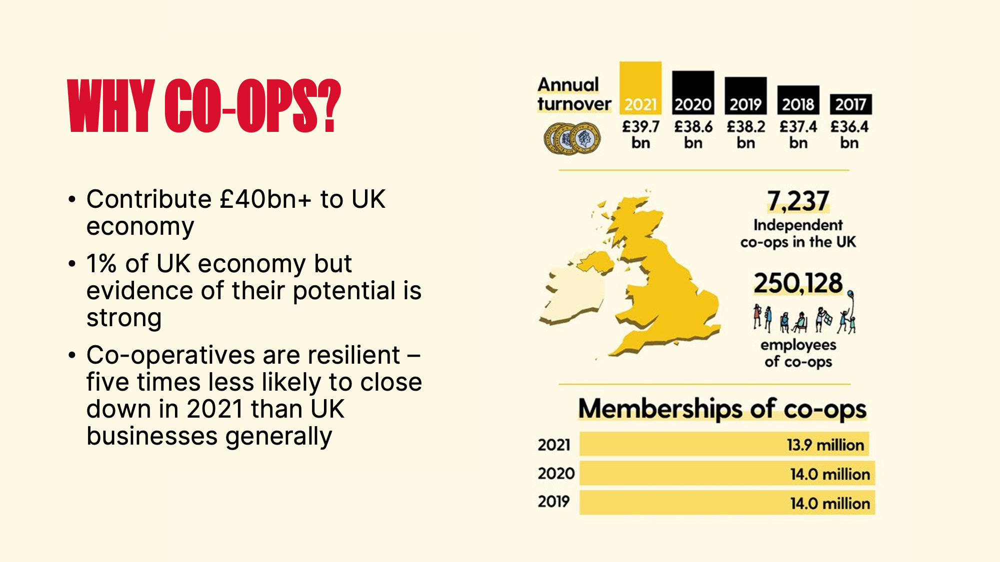 WHY CO-OPS?
• Contribute £40bn+ to UK
economy
• 1% of UK economy but
evidence of their potential is
strong
• Co-operatives are resilient –
five times less likely to close
down in 2021 than UK
businesses generally
Annual
turnover
2021 2020 2019 2018 2017
£39.7 £38.6 £38.2 £37.4 £36.4
bn bn bn bn bn
7,237
Independent
co-ops in the UK
250,128
employees
of co-ops
Memberships of co-ops
2021 13.9 million
2020 14.0 million
2019 14.0 million